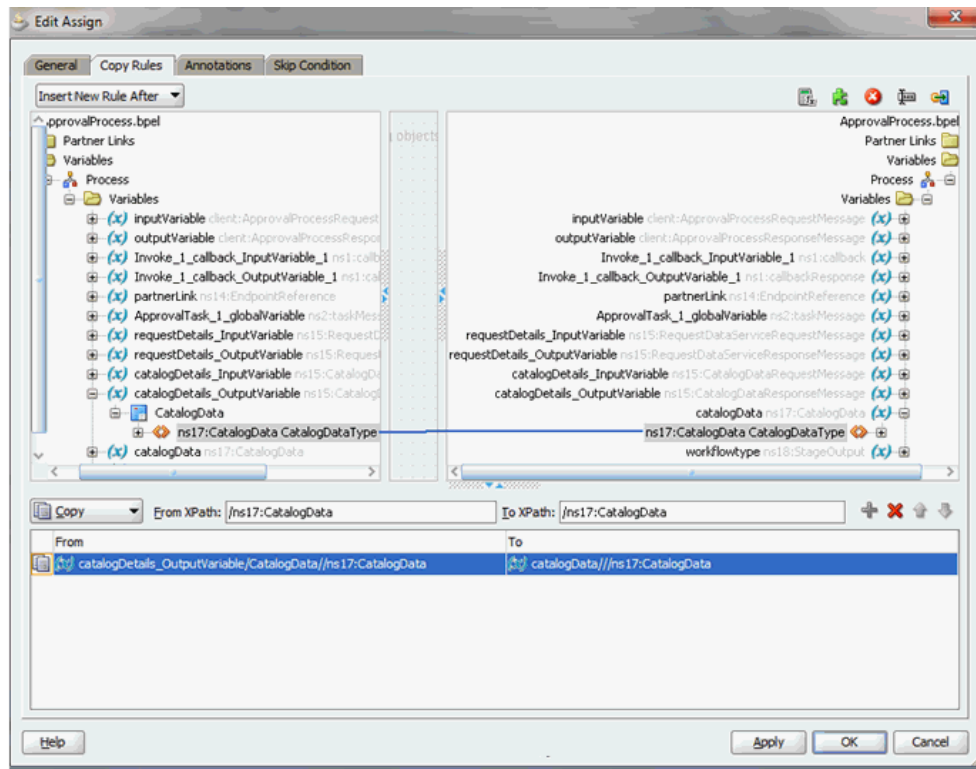 Edit Assign
General Copy Rules Annotations Skip Condition
Insert New Rule After
pprovalProcess.bpel
Partner Links
Variables
Process
Variables
inputVariable client:ApprovalProcessRequest
outputVariable client:ApprovalProcessRespo
Invoke_1_callback_InputVariable_1 ns1:callb
Invoke_1_callback_OutputVariable_1 ns1:cal
partnerLink ns14:EndpointReference
ApprovalTask_1_globalVariable ns2:taskMess
requestDetails_InputVariable ns15:RequestD
requestDetails_OutputVariable ns15:Request
catalogDetails_InputVariable ns15:CatalogDa
catalogDetails_OutputVariable ns15:Catalog
CatalogData
ns17:CatalogData CatalogDataType
catalogData ns17:CatalogData
objects
ApprovalProcess.bpel
Partner Links
Variables
Process
Variables
inputVariable client:ApprovalProcessRequestMessage
outputVariable client:ApprovalProcessResponseMessage
Invoke_1_callback_InputVariable_1 ns1:callback
Invoke_1_callback_OutputVariable_1 ns1:callbackResponse
partnerLink ns14:EndpointReference
ApprovalTask_1_globalVariable ns2:taskMessage
requestDetails_InputVariable ns15:RequestDataServiceRequestMessage
requestDetails_OutputVariable ns15:RequestDataServiceResponseMessage
catalogDetails_InputVariable ns15:CatalogDataRequestMessage
catalogDetails_OutputVariable ns15:CatalogDataResponseMessage
catalogData ns17:CatalogData
ns17:CatalogData CatalogDataType
workflowtype ns18:StageOutput
Copy From XPath: /ns17:CatalogData To XPath: /ns17:CatalogData
From To
catalogDetails_OutputVariable/CatalogData//ns17:CatalogData catalogData///ns17:CatalogData
Help Apply OK Cancel